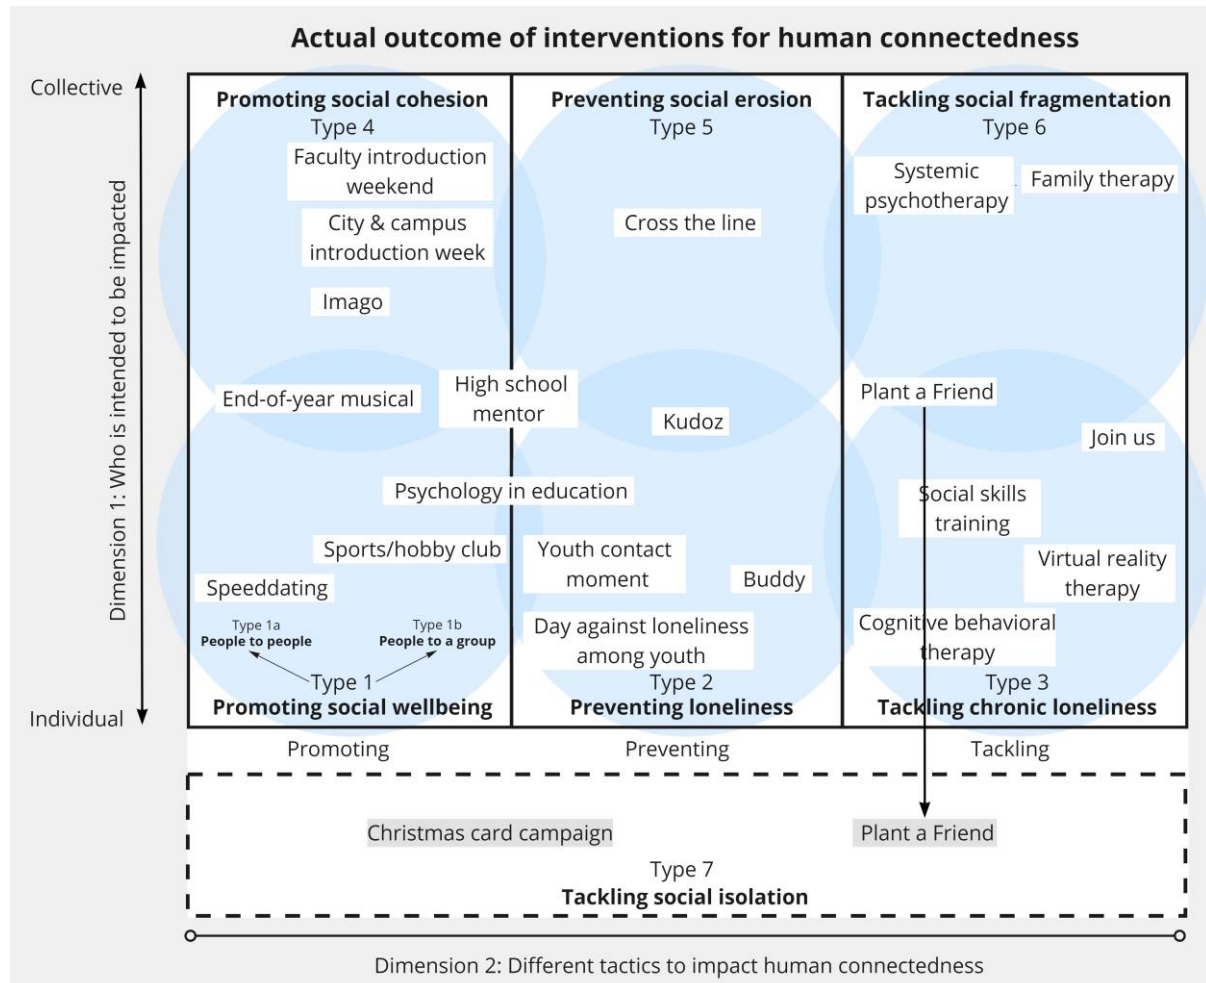 Actual outcome of interventions for human connectedness
Collective
Dimension 1: Who is intended to be impacted
Individual
Promoting social cohesion
Type 4
Faculty introduction
weekend
City & campus
introduction week
Imago
Preventing social erosion
Type 5
Cross the line
Tackling social fragmentation
Type 6
Systemic
psychotherapy
Family therapy
End-of-year musical
High school
mentor
Kudoz
Plant a Friend
Join us
Psychology in education
Social skills
training
Sports/hobby club
Youth contact
moment
Buddy
Virtual reality
therapy
Speeddating
Type 1a
People to people
Type 1b
People to a group
Type 1
Promoting social wellbeing
Day against loneliness
among youth
Type 2
Preventing loneliness
Cognitive behavioral
therapy
Type 3
Tackling chronic loneliness
Promoting
Preventing
Tackling
Christmas card campaign
Plant a Friend
Type 7
Tackling social isolation
Dimension 2: Different tactics to impact human connectedness